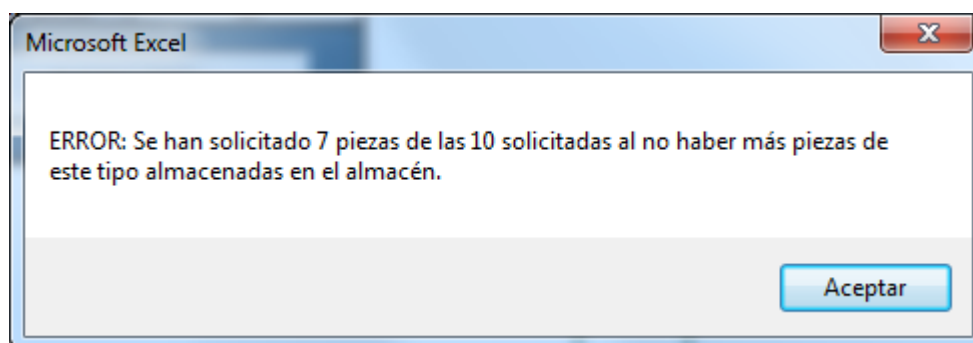 Microsoft Excel
ERROR: Se han solicitado 7 piezas de las 10 solicitadas al no haber más piezas de
este tipo almacenadas en el almacén.
Aceptar